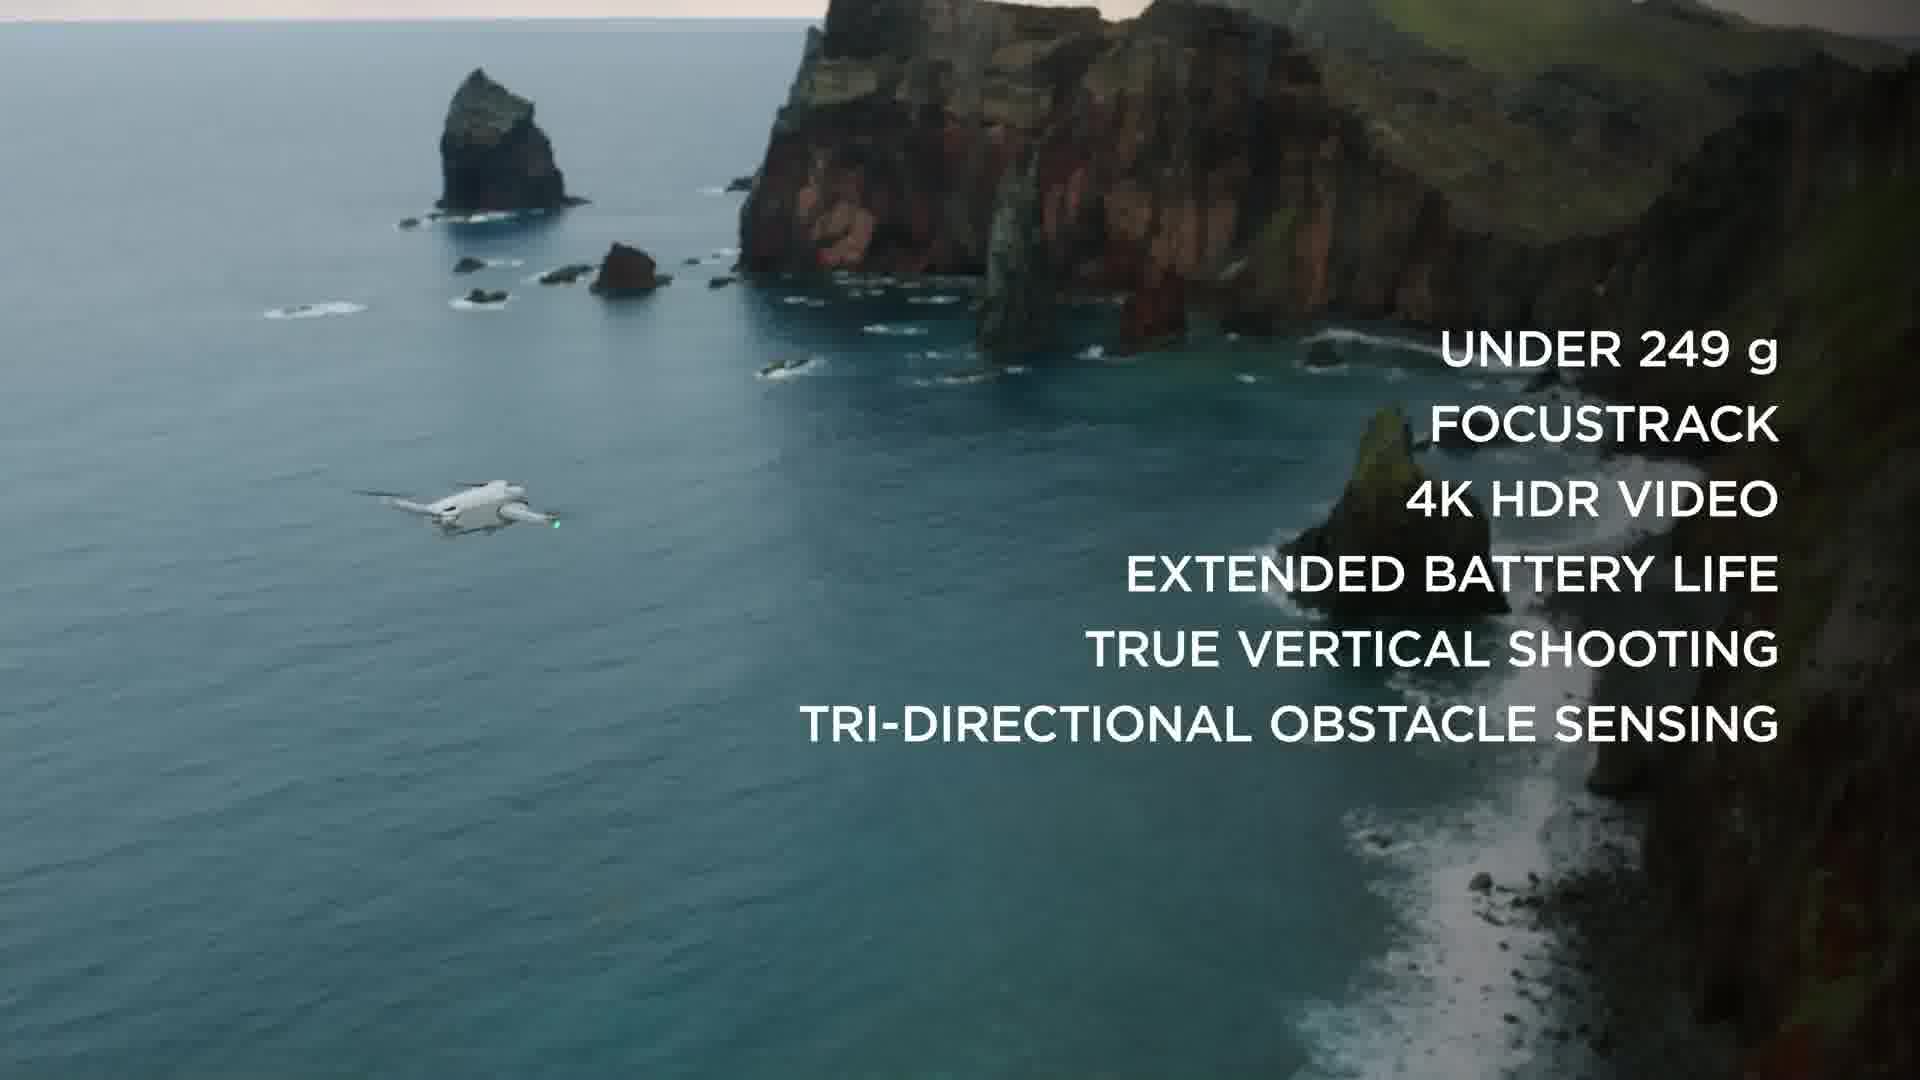 UNDER 249 g
FOCUSTRACK
4K HDR VIDEO
EXTENDED BATTERY LIFE
TRUE VERTICAL SHOOTING
TRI-DIRECTIONAL OBSTACLE SENSING